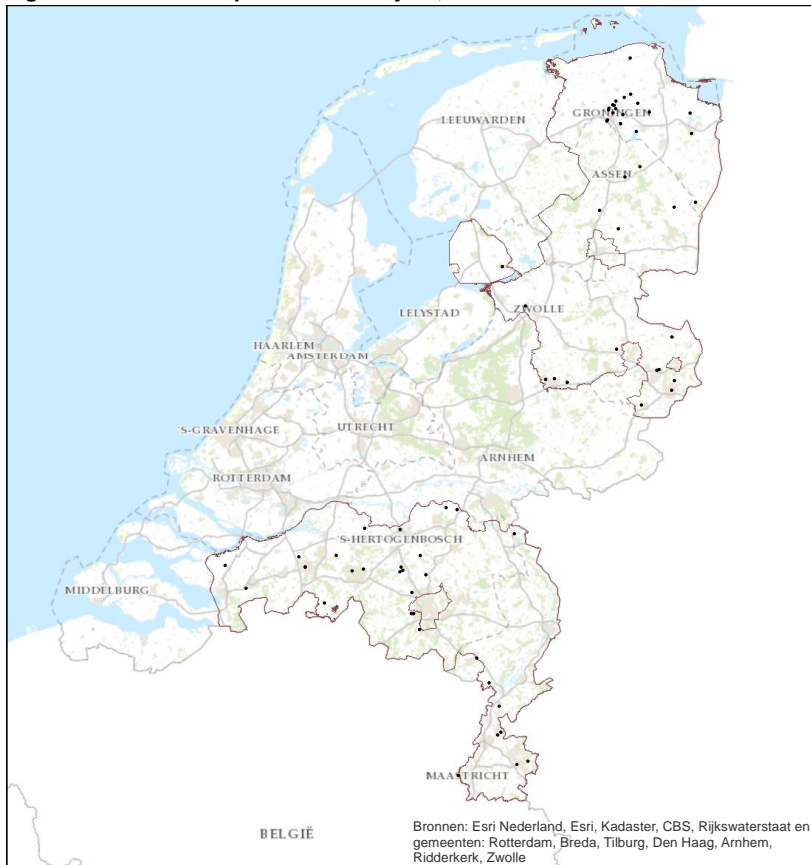 LEEUWARDEN
GRONINGEN
ASSEN
ZWOLLE
LELYSTAD
HAARLEM
AMSTERDAM
'S-GRAVENHAGE
UTRECHT
ARNHEM
ROTTERDAM
'S-HERTOGENBOSCH
MIDDELBURG
MAASTRICHT
BELGIË
Bronnen: Esri Nederland, Esri, Kadaster, CBS, Rijkswaterstaat en
gemeenten: Rotterdam, Breda, Tilburg, Den Haag, Arnhem,
Ridderkerk, Zwolle